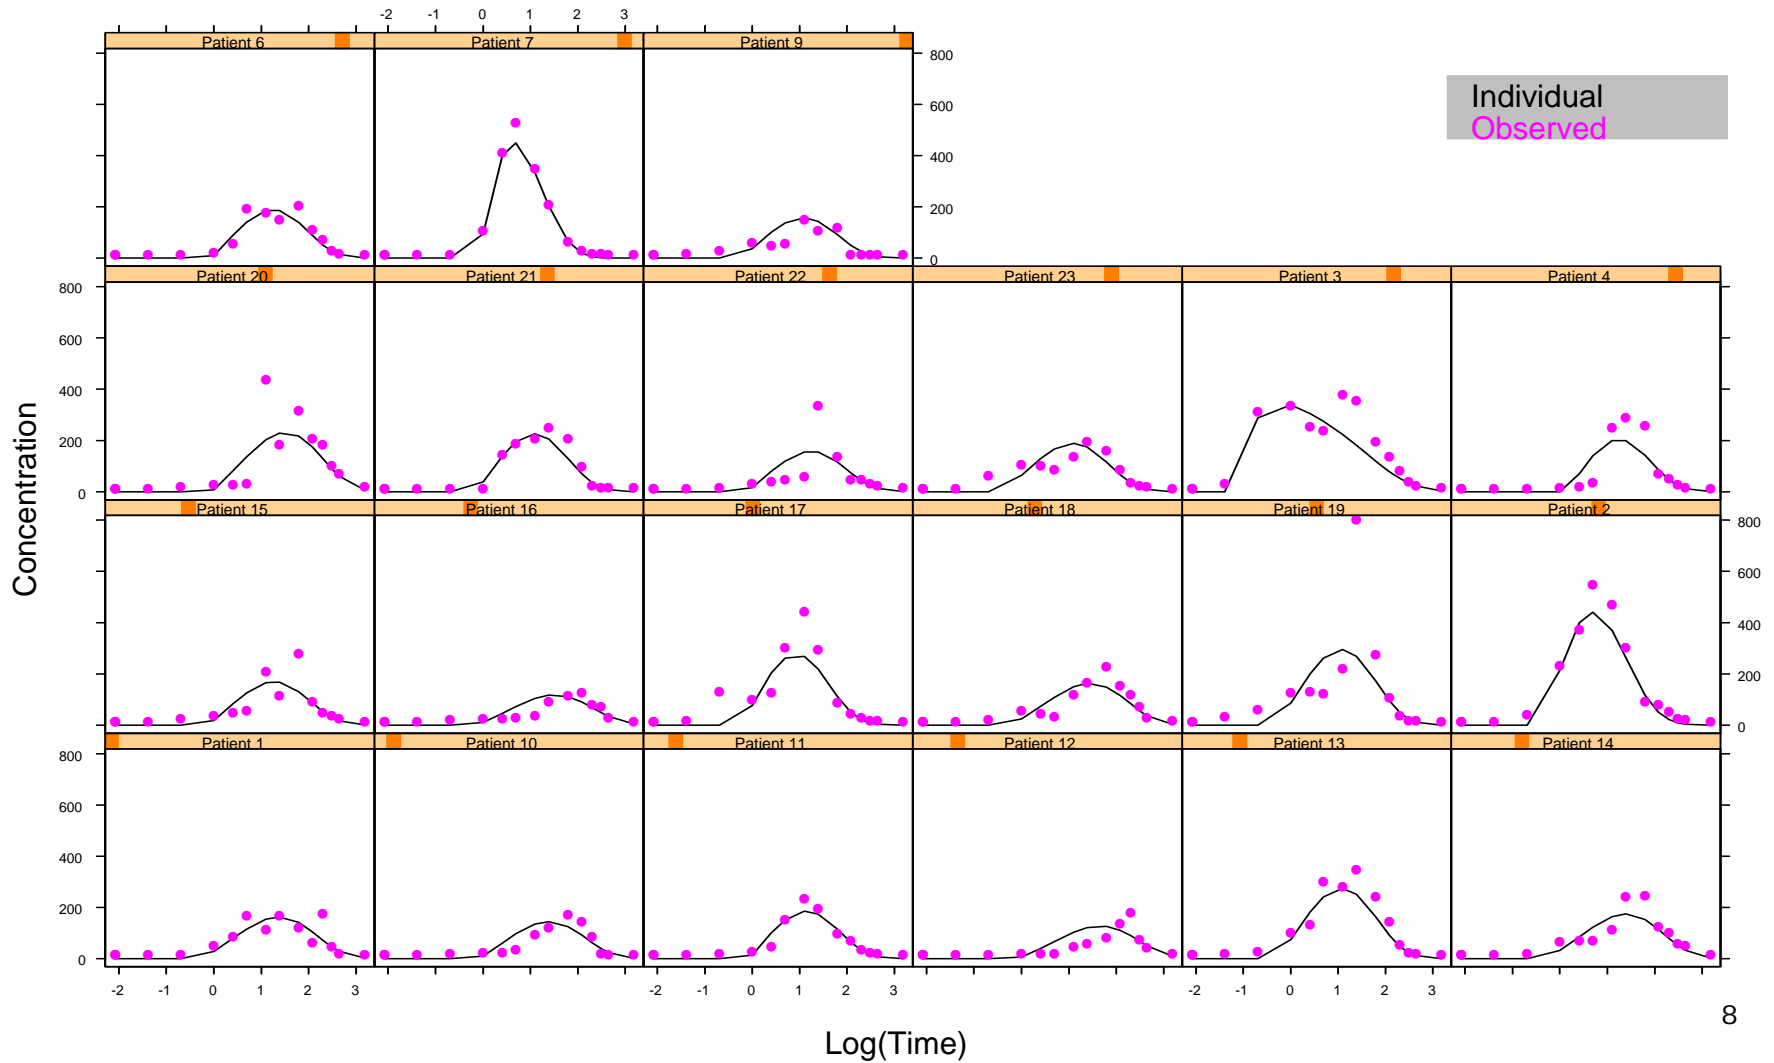 -2 -1 0 1 2 3
Patient 6 Patient 7 Patient 9
800
600
400
200
0
Individual
Observed
Patient 20 Patient 21 Patient 22 Patient 23 Patient 3 Patient 4
800
600
400
200
0
Patient 15 Patient 16 Patient 17 Patient 18 Patient 19 Patient 2
800
600
400
200
0
Patient 1 Patient 10 Patient 11 Patient 12 Patient 13 Patient 14
800
600
400
200
0
Concentration
-2 -1 0 1 2 3 -2 -1 0 1 2 3 -2 -1 0 1 2 3
Log(Time)
8